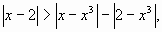 |x − 2| > |x − x³| − |2 − x³|,